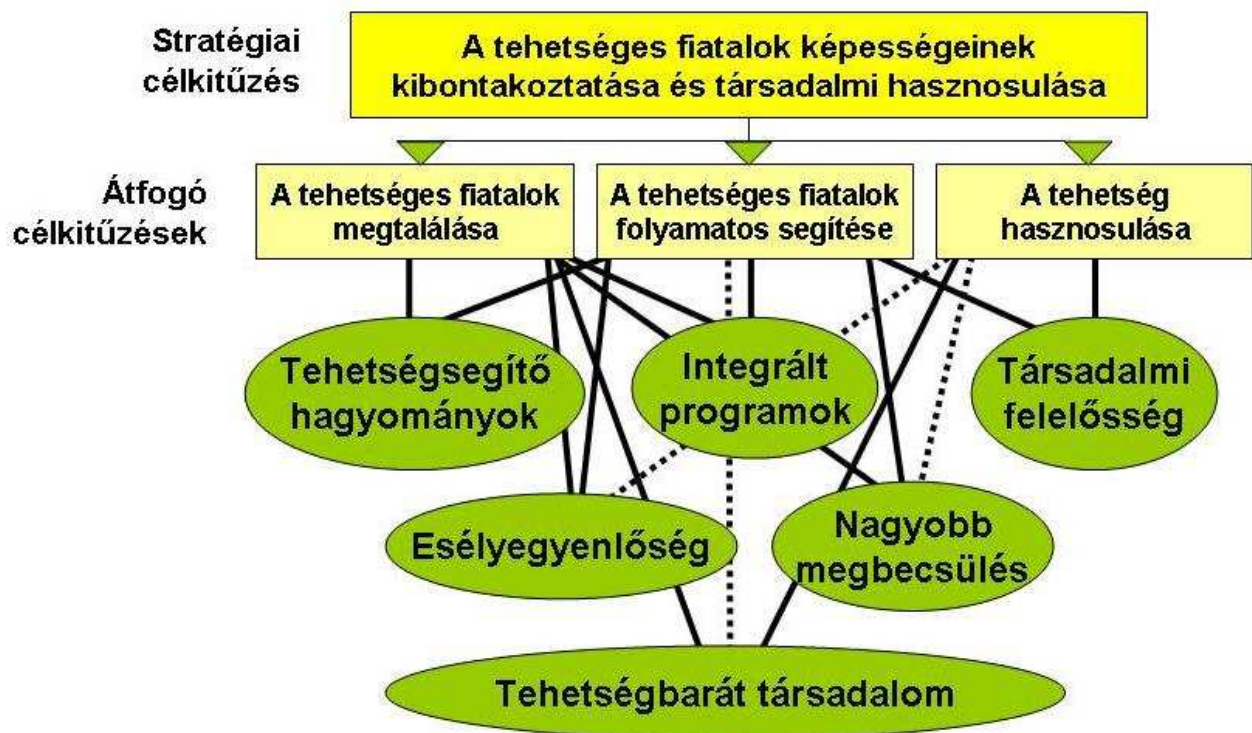 Stratégiai
célkitűzés
A tehetséges fiatalok képességeinek
kibontakoztatása és társadalmi hasznosulása
Átfogó
célkitűzések
A tehetséges fiatalok
megtalálása
A tehetséges fiatalok
folyamatos segítése
A tehetség
hasznosulása
Tehetségsegítő
hagyományok
Integrált
programok
Társadalmi
felelősség
Esélyegyenlőség
Nagyobb
megbecsülés
Tehetségbarát társadalom